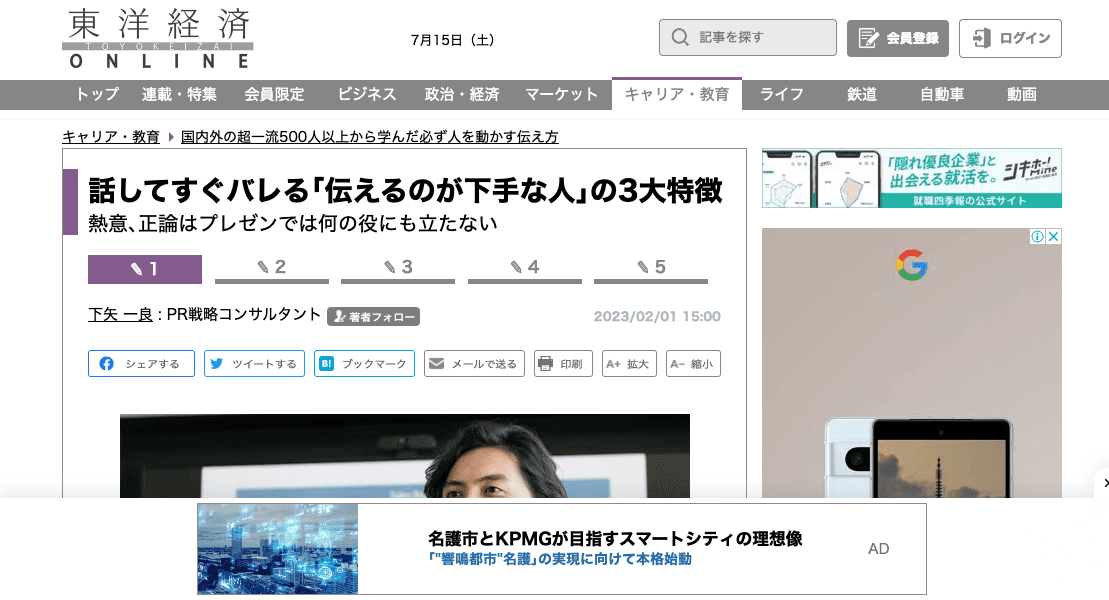 東洋経済
TOYOKEIZAI
ONLINE
7月15日（土）
記事を探す
会員登録
ログイン
トップ 連載・特集 会員限定 ビジネス 政治・経済 マーケット キャリア・教育 ライフ 鉄道 自動車 動画
キャリア・教育 国内外の超一流500人以上から学んだ必ず人を動かす伝え方
話してすぐバレる｢伝えるのが下手な人｣の3大特徴
熱意､正論はプレゼンでは何の役にも立たない
1 2 3 4 5
下矢 一良 : PR戦略コンサルタント 著者フォロー 2023/02/01 15:00
シェアする ツイートする B! ブックマーク メールで送る 印刷 A+ 拡大 A− 縮小
「隠れ優良企業」と
出会える就活を。
シキホー!
Mine
就職四季報の公式サイト
名護市とKPMGが目指すスマートシティの理想像
「"響鳴都市"名護」の実現に向けて本格始動
AD